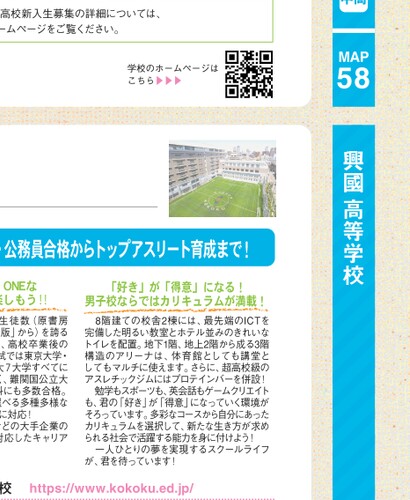 高校新入生募集の詳細については、
ームページをご覧ください。
学校のホームページは
こちら▶▶▶
MAP
58
興國 高等学校
公務員合格からトップアスリート育成まで!
ONEな
しもう!!
生徒数(原書房
版」から)を誇る
、高校卒業後の
試では東京大学・
大7大学すべてに
く、難関国公立大
科にも多数合格。
べる多種多様な
に対応!
どの大手企業の
対応したキャリア
「好き」が「得意」になる!
男子校ならではカリキュラムが満載!
8階建ての校舎2棟には、最先端のICTを
完備した明るい教室とホテル並みのきれいな
トイレを配置。地下1階、地上2階から成る3階
構造のアリーナは、体育館としても講堂と
してもマルチに使えます。さらに、超高校級の
アスレチックジムにはプロテインバーを併設!
勉学もスポーツも、英会話もゲームクリエイト
も、君の「好き」が「得意」になっていく環境が
そろっています。多彩なコースから自分にあった
カリキュラムを選択して、新たな生き方が求め
られる社会で活躍する能力を身に付けよう!
一人ひとりの夢を実現するスクールライフ
が、君を待っています!
校 https://www.kokoku.ed.jp/